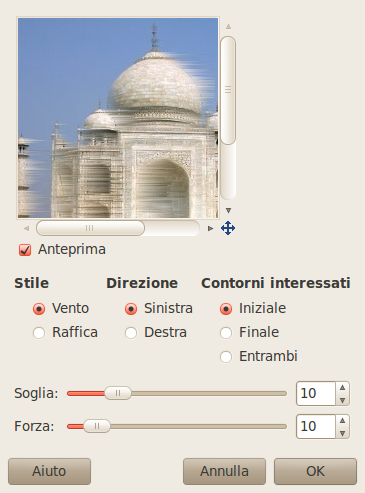 Anteprima
Stile Direzione Contorni interessati
Vento Sinistra Iniziale
Raffica Destra Finale
Entrambi
Soglia: 10
Forza: 10
Aiuto Annulla OK